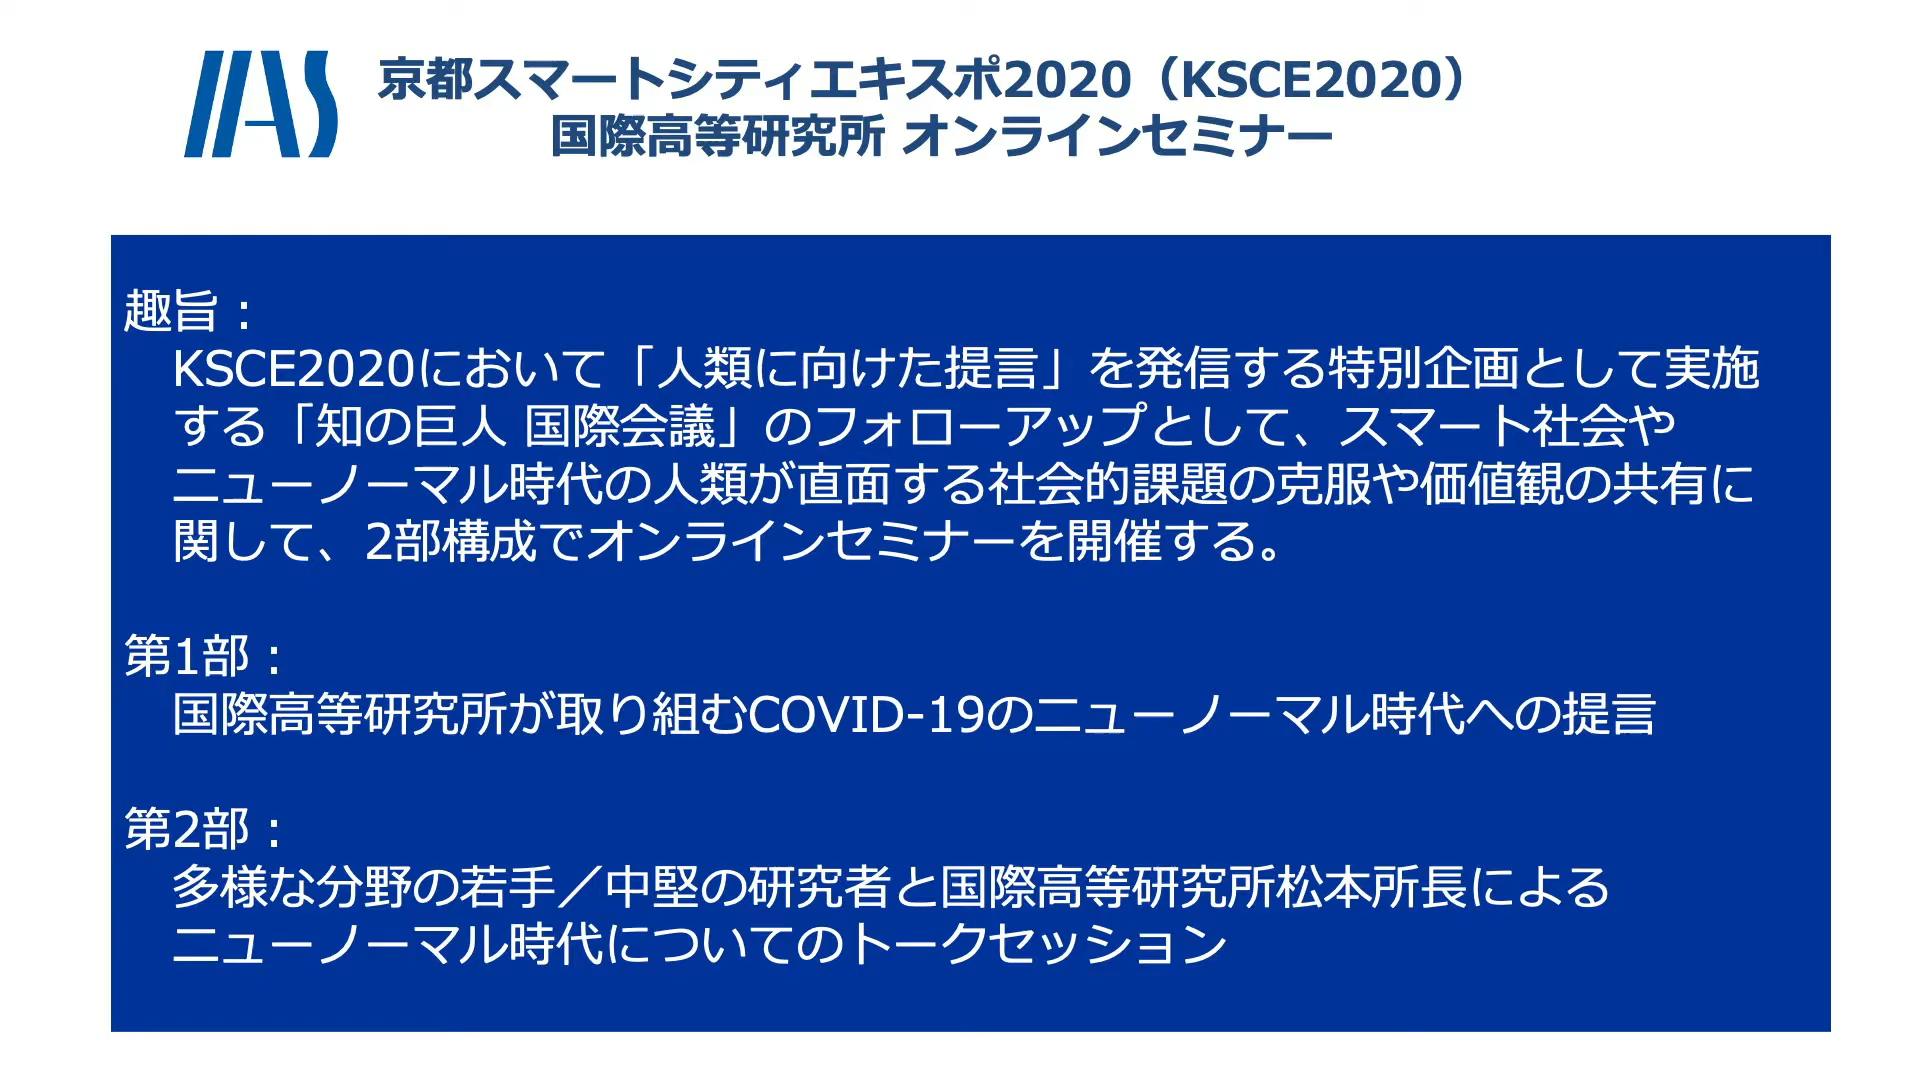 IIAS
京都スマートシティエキスポ2020（KSCE2020）
国際高等研究所 オンラインセミナー
趣旨：
KSCE2020において「人類に向けた提言」を発信する特別企画として実施
する「知の巨人 国際会議」のフォローアップとして、スマート社会や
ニューノーマル時代の人類が直面する社会的課題の克服や価値観の共有に
関して、2部構成でオンラインセミナーを開催する。
第1部：
国際高等研究所が取り組むCOVID-19のニューノーマル時代への提言
第2部：
多様な分野の若手／中堅の研究者と国際高等研究所松本所長による
ニューノーマル時代についてのトークセッション